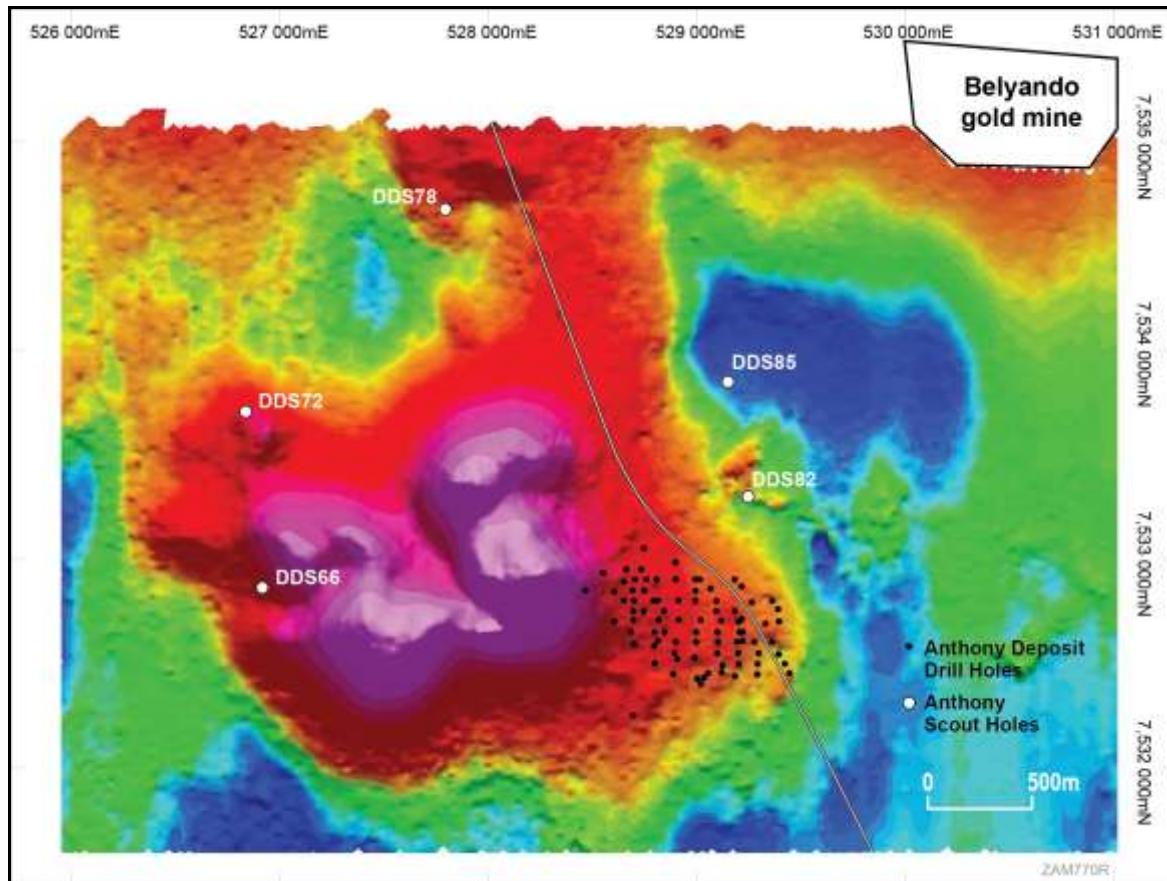 526 000mE
527 000mE
528 000mE
529 000mE
530 000mE
531 000mE
Belyando
gold mine
7,535 000mN
DDS78
7,534 000mN
DDS85
DDS72
DDS82
7,533 000mN
DDS66
Anthony Deposit
Drill Holes
Anthony
Scout Holes
7,532 000mN
0
500m
ZAM770R